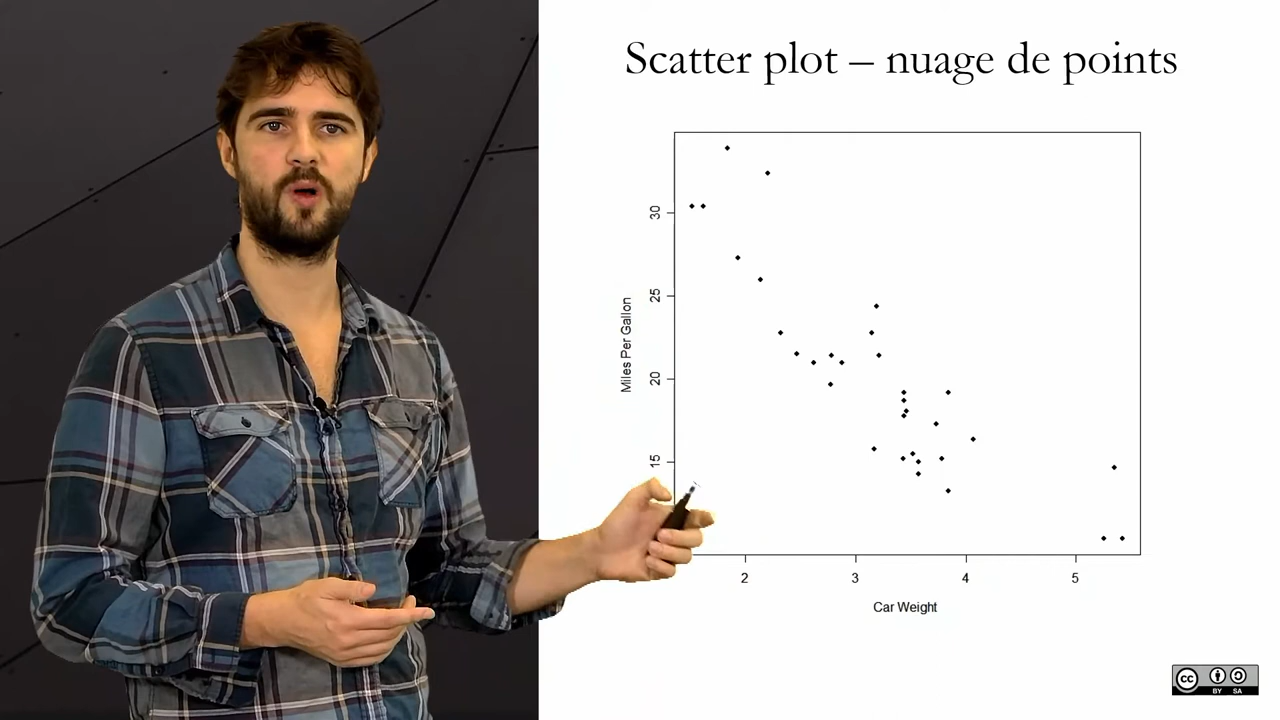 Scatter plot – nuage de points
30
25
20
15
Miles Per Gallon
2 3 4 5
Car Weight
cc
BY SA